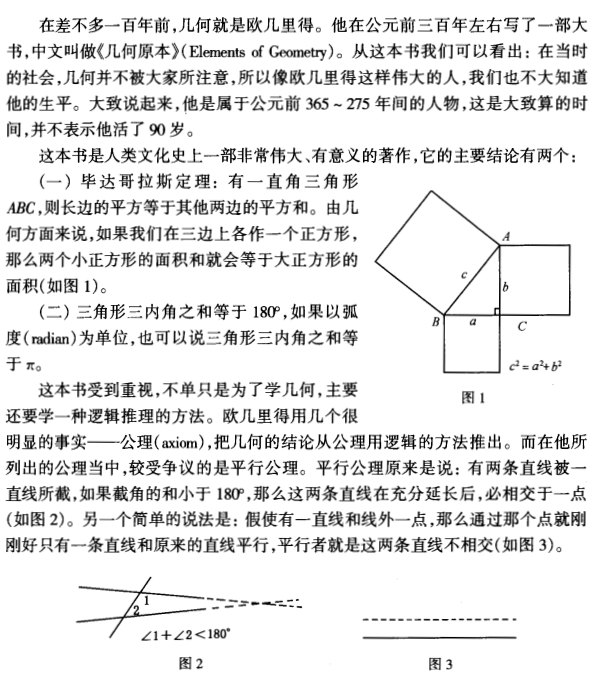 在差不多一百年前,几何就是欧几里得。他在公元前三百年左右写了一部大
书,中文叫做《几何原本》(Elements of Geometry)。从这本书我们可以看出：在当时
的社会,几何并不被大家所注意,所以像欧几里得这样伟大的人,我们也不大知道
他的生平。大致说起来,他是属于公元前 365 ~ 275 年间的人物,这是大致算的时
间,并不表示他活了 90 岁。
这本书是人类文化史上一部非常伟大、有意义的著作,它的主要结论有两个：
(一) 毕达哥拉斯定理：有一直角三角形
ABC,则长边的平方等于其他两边的平方和。由几
何方面来说,如果我们在三边上各作一个正方形,
那么两个小正方形的面积和就会等于大正方形的
面积(如图 1)。
(二) 三角形三内角之和等于 180°,如果以弧
度(radian)为单位,也可以说三角形三内角之和等
于 π。
这本书受到重视,不单只是为了学几何,主要
还要学一种逻辑推理的方法。欧几里得用几个很
A
c
b
B
a
C
c²=a²+b²
图 1
明显的事实——公理(axiom),把几何的结论从公理用逻辑的方法推出。而在他所
列出的公理当中,较受争议的是平行公理。平行公理原来是说：有两条直线被一
直线所截,如果截角的和小于 180°,那么这两条直线在充分延长后,必相交于一点
(如图 2)。另一个简单的说法是：假使有一直线和线外一点,那么通过那个点就刚
刚好只有一条直线和原来的直线平行,平行者就是这两条直线不相交(如图 3)。
1
2
∠1+∠2<180°
图 2
图 3